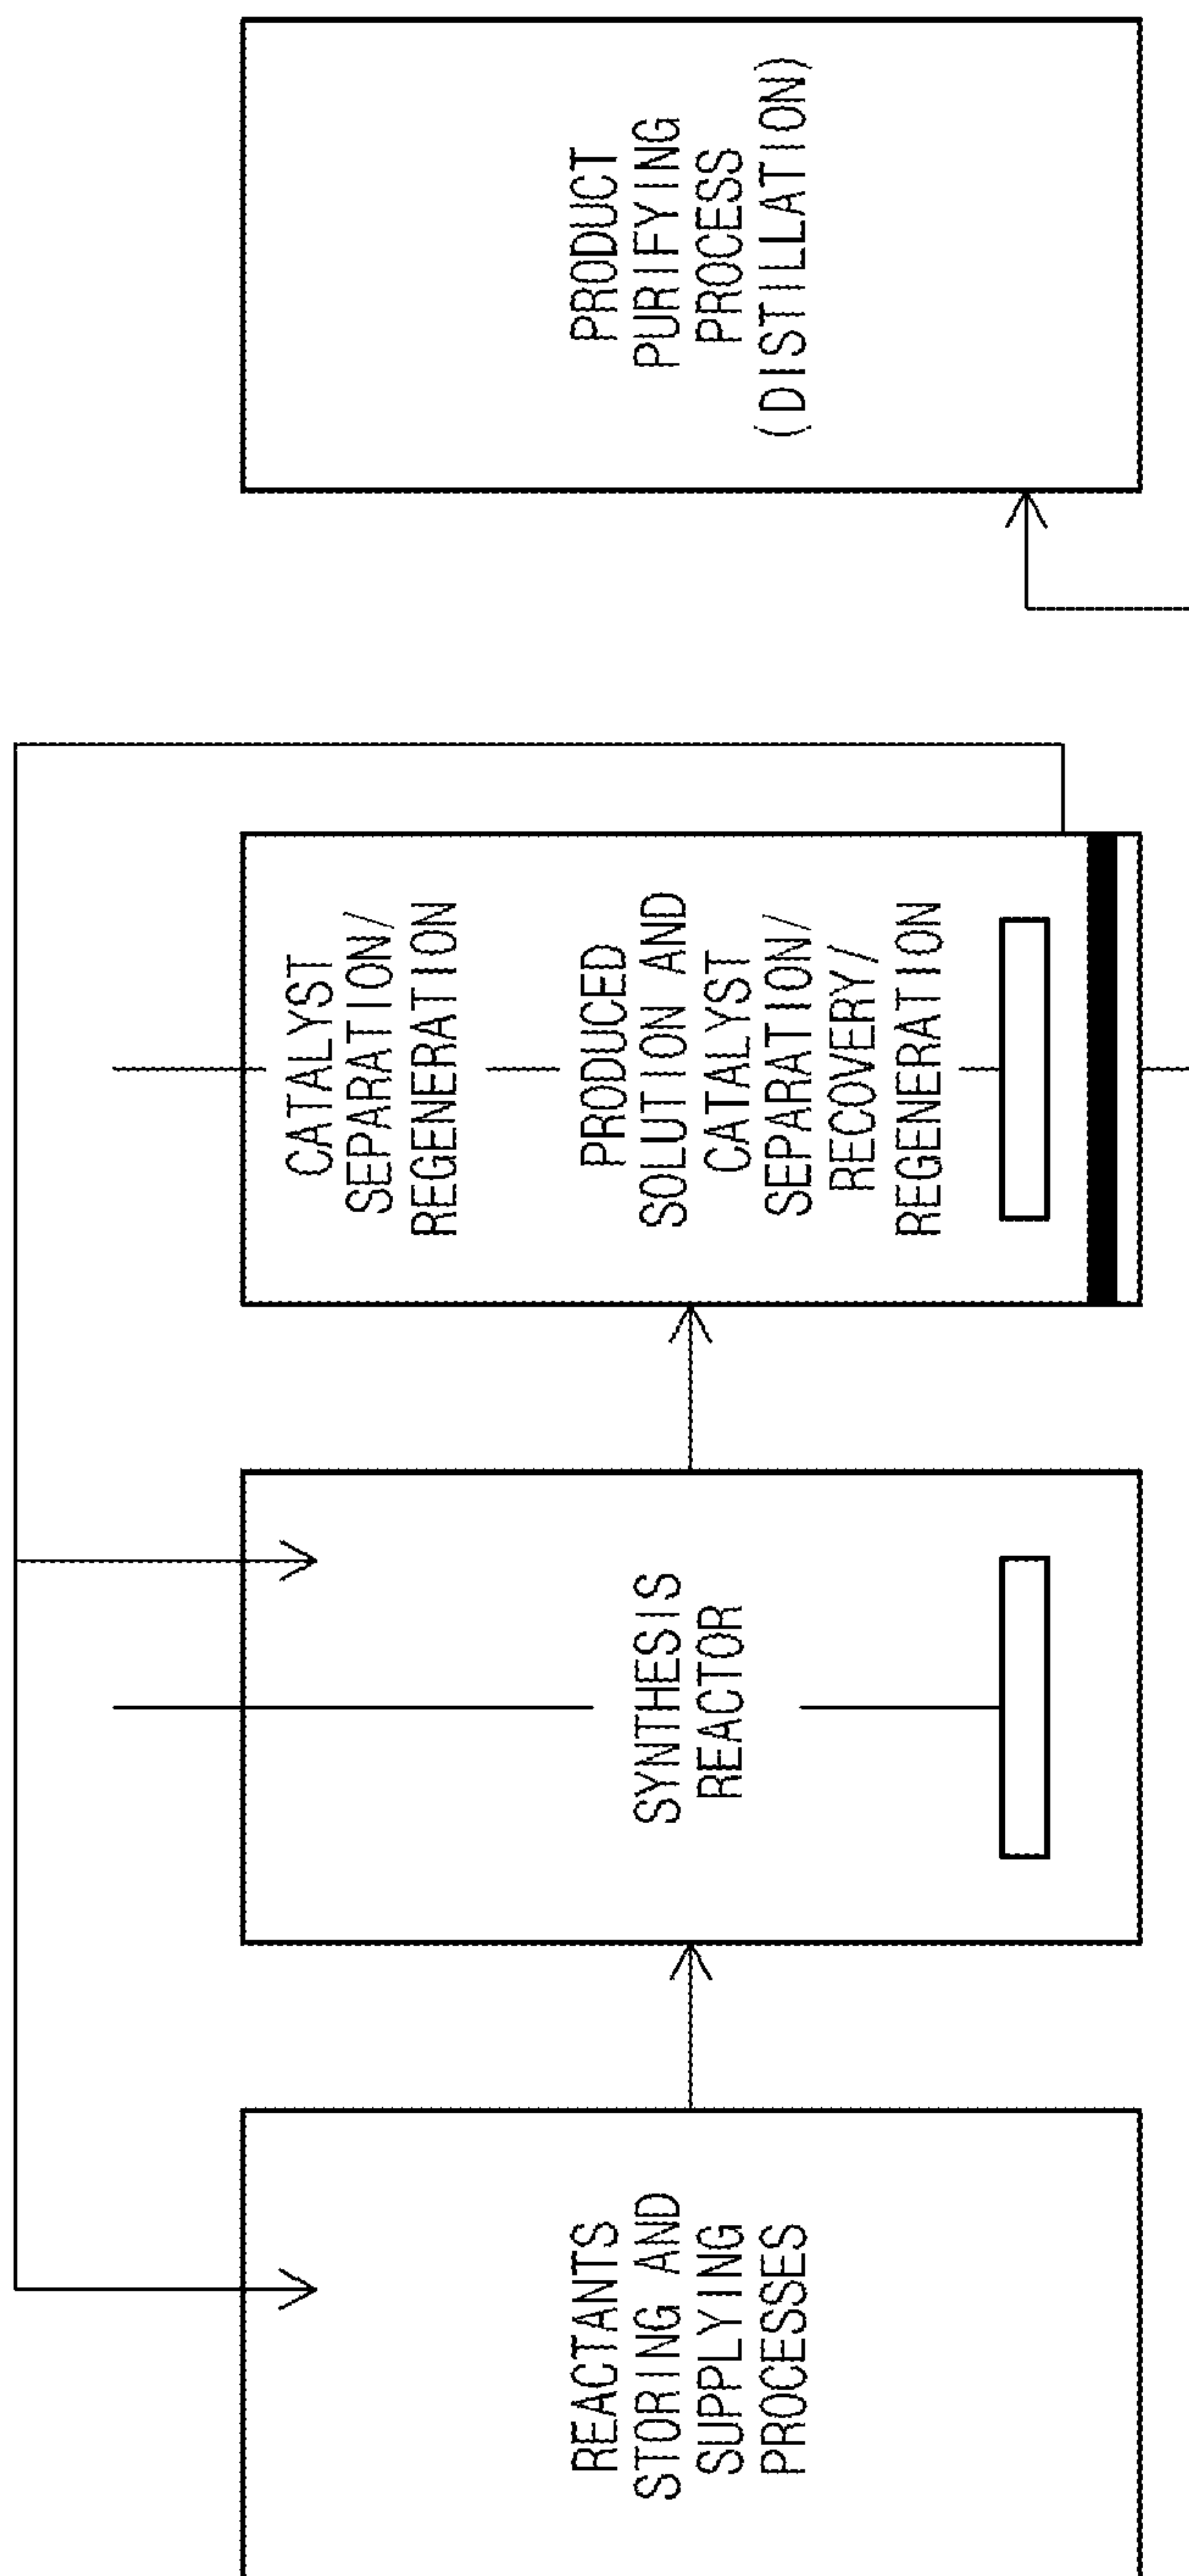 REACTANTS
STORING AND
SUPPLYING
PROCESSES
SYNTHESIS
REACTOR
CATALYST
SEPARATION/
REGENERATION
PRODUCED
SOLUTION AND
CATALYST
SEPARATION/
RECOVERY/
REGENERATION
PRODUCT
PURIFYING
PROCESS
(DISTILLATION)